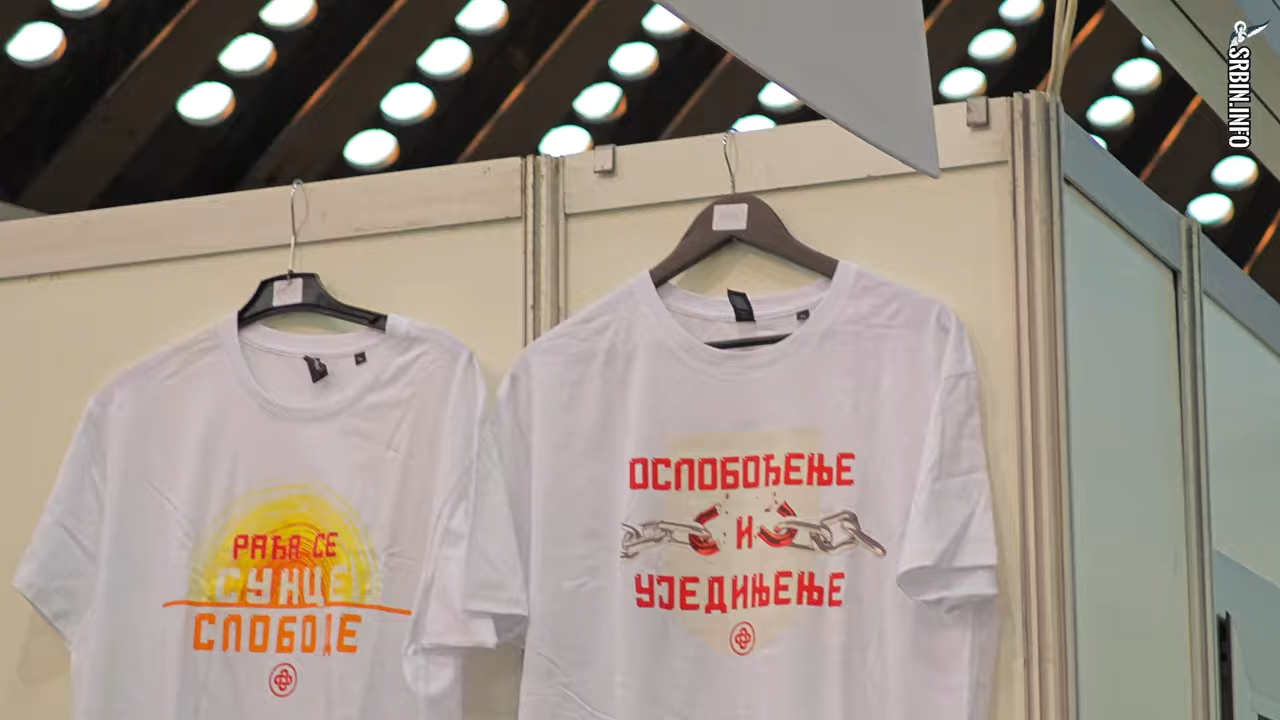 РАЂА СЕ
СУНЦЕ
СЛОБОДЕ
ОСЛОБОЂЕЊЕ
И
УЈЕДИЊЕЊЕ
SRBIN.INFO